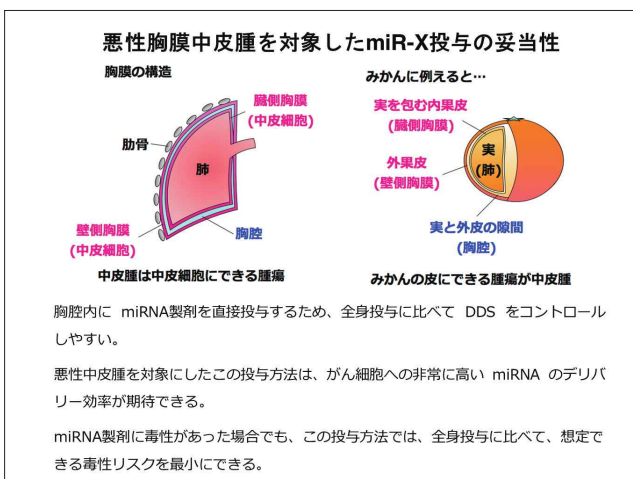 悪性胸膜中皮腫を対象したmiR-X投与の妥当性
胸膜の構造
臓側胸膜
(中皮細胞)
肋骨
肺
壁側胸膜
(中皮細胞)
胸腔
中皮腫は中皮細胞にできる腫瘍
みかんに例えると…
実を包む内果皮
(臓側胸膜)
実
(肺)
外果皮
(壁側胸膜)
実と外皮の隙間
(胸腔)
みかんの皮にできる腫瘍が中皮腫
胸腔内に miRNA製剤を直接投与するため、全身投与に比べて DDS をコントロール
しやすい。
悪性中皮腫を対象にしたこの投与方法は、がん細胞への非常に高い miRNA のデリバ
リー効率が期待できる。
miRNA製剤に毒性があった場合でも、この投与方法では、全身投与に比べて、想定で
きる毒性リスクを最小にできる。